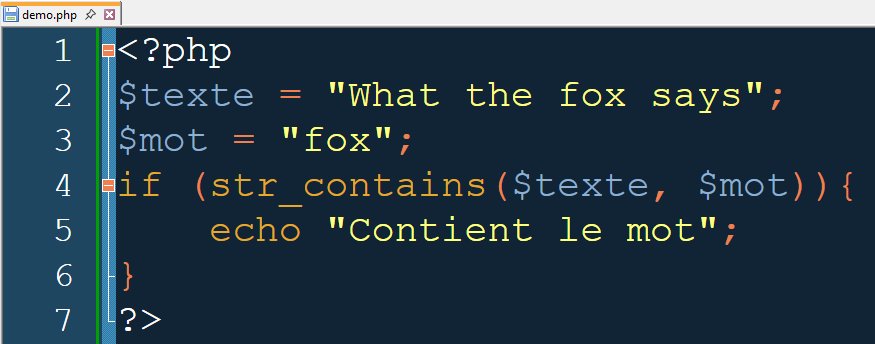 demo.php
1 <?php
2 $texte = "What the fox says";
3 $mot = "fox";
4 if (str_contains($texte, $mot)){
5 echo "Contient le mot";
6 }
7 ?>